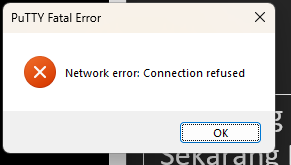 PuTTY Fatal Error
Network error: Connection refused
OK
Sekarang